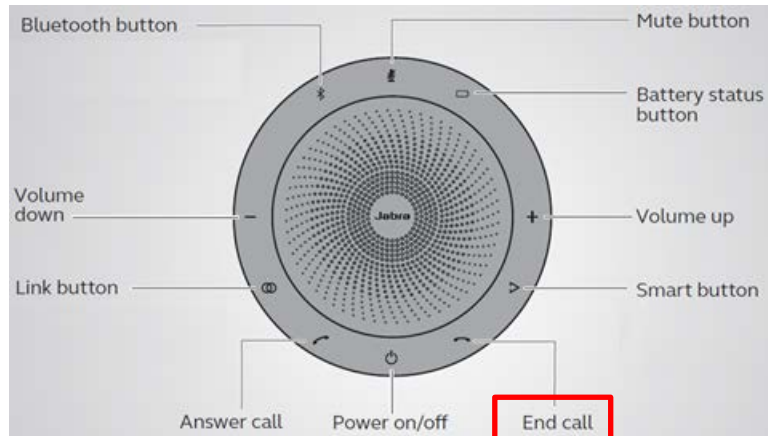 Bluetooth button
Mute button
Battery status
button
Volume
down
Jabra
Volume up
Link button
Smart button
Answer call
Power on/off
End call